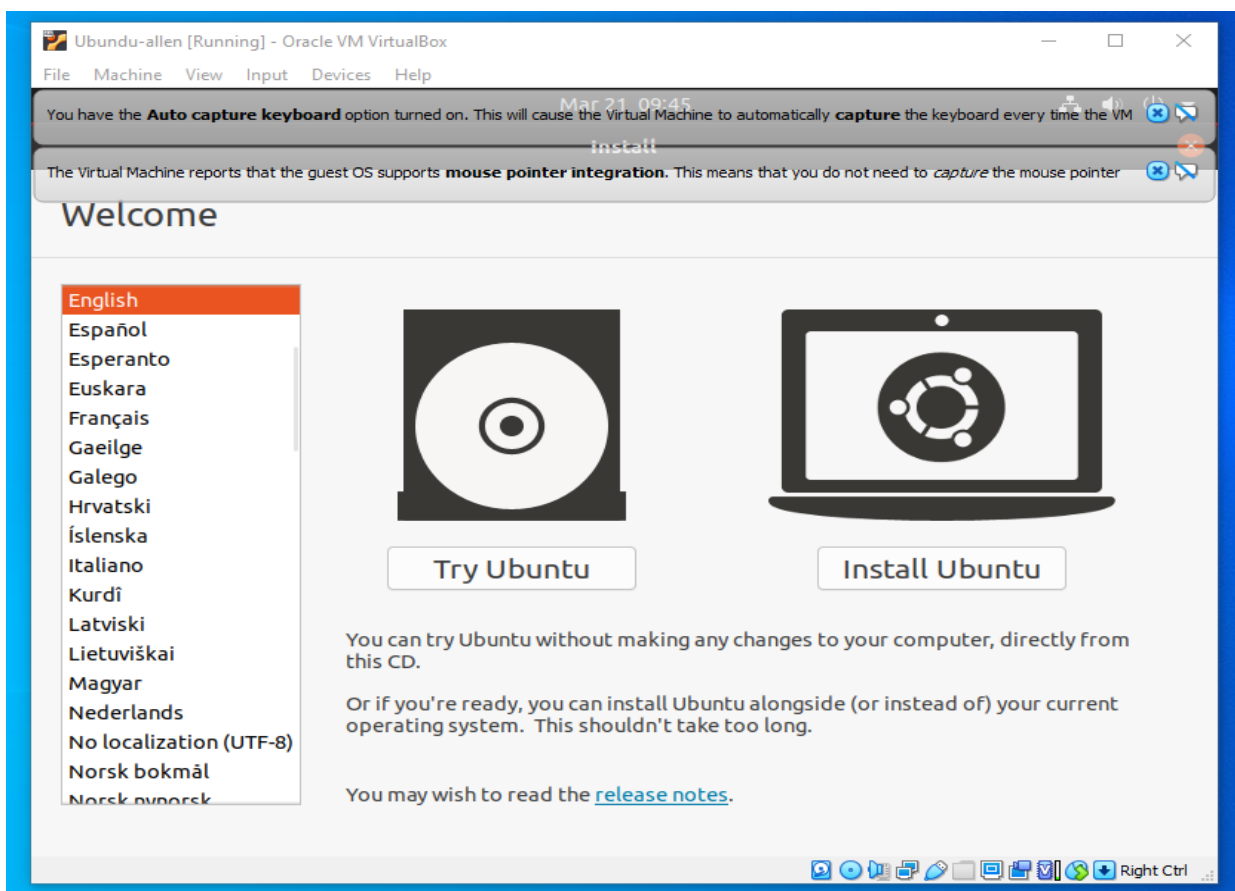 Ubundu-allen [Running] - Oracle VM VirtualBox
File Machine View Input Devices Help
Mar 21 09:45
You have the Auto capture keyboard option turned on. This will cause the Virtual Machine to automatically capture the keyboard every time the VM
Install
The Virtual Machine reports that the guest OS supports mouse pointer integration. This means that you do not need to capture the mouse pointer
Welcome
English
Español
Esperanto
Euskara
Français
Gaeilge
Galego
Hrvatski
Íslenska
Italiano
Kurdî
Latviski
Lietuviškai
Magyar
Nederlands
No localization (UTF-8)
Norsk bokmål
Norsk nynorsk
Try Ubuntu
Install Ubuntu
You can try Ubuntu without making any changes to your computer, directly from
this CD.
Or if you're ready, you can install Ubuntu alongside (or instead of) your current
operating system. This shouldn't take too long.
You may wish to read the release notes.
Right Ctrl